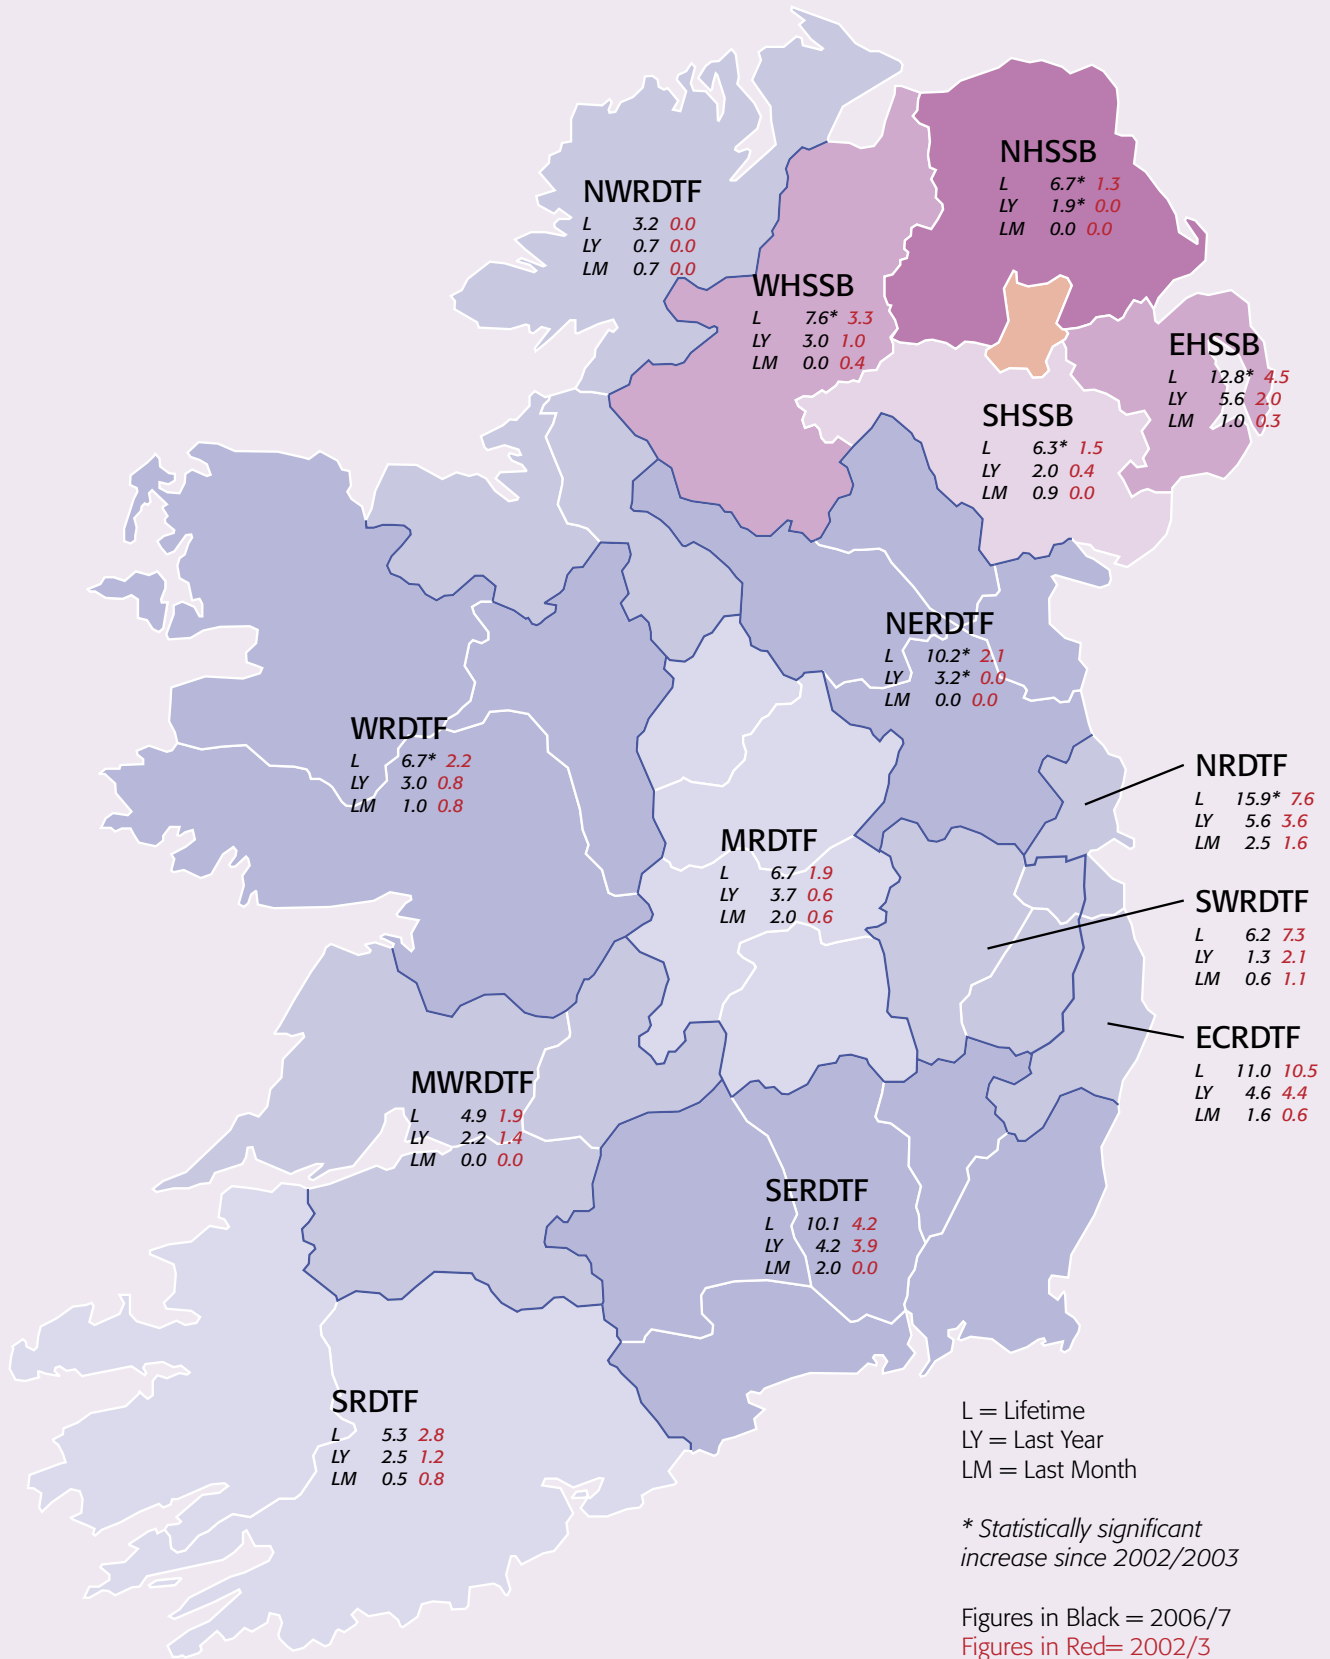 NHSSB
L 6.7* 1.3
LY 1.9* 0.0
LM 0.0 0.0
NWRDTF
L 3.2 0.0
LY 0.7 0.0
LM 0.7 0.0
WHSSB
L 7.6* 3.3
LY 3.0 1.0
LM 0.0 0.4
EHSSB
L 12.8* 4.5
LY 5.6 2.0
LM 1.0 0.3
SHSSB
L 6.3* 1.5
LY 2.0 0.4
LM 0.9 0.0
NERDTF
L 10.2* 2.1
LY 3.2* 0.0
LM 0.0 0.0
WRDTF
L 6.7* 2.2
LY 3.0 0.8
LM 1.0 0.8
NRDTF
L 15.9* 7.6
LY 5.6 3.6
LM 2.5 1.6
MRDTF
L 6.7 1.9
LY 3.7 0.6
LM 2.0 0.6
SWRDTF
L 6.2 7.3
LY 1.3 2.1
LM 0.6 1.1
ECRDTF
L 11.0 10.5
LY 4.6 4.4
LM 1.6 0.6
MWRDTF
L 4.9 1.9
LY 2.2 1.4
LM 0.0 0.0
SERDTF
L 10.1 4.2
LY 4.2 3.9
LM 2.0 0.0
SRDTF
L 5.3 2.8
LY 2.5 1.2
LM 0.5 0.8
L = Lifetime
LY = Last Year
LM = Last Month
* Statistically significant
increase since 2002/2003
Figures in Black = 2006/7
Figures in Red= 2002/3